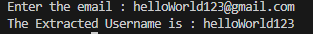 Enter the email : helloWorld123@gmail.com
The Extracted Username is : helloWorld123